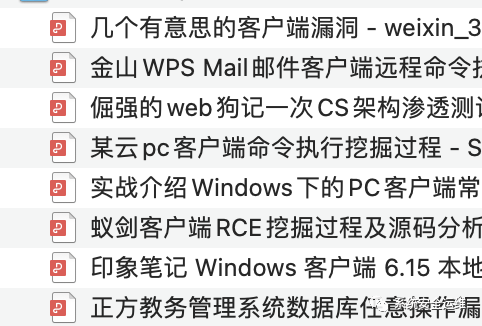 几个有意思的客户端漏洞 - weixin_3
金山WPS Mail邮件客户端远程命令执
倔强的web狗记一次CS架构渗透测试
某云pc客户端命令执行挖掘过程 - S
实战介绍Windows下的PC客户端常
蚁剑客户端RCE挖掘过程及源码分析
印象笔记 Windows 客户端 6.15 本地
正方教务管理系统数据库任意操作漏
系统安全运维